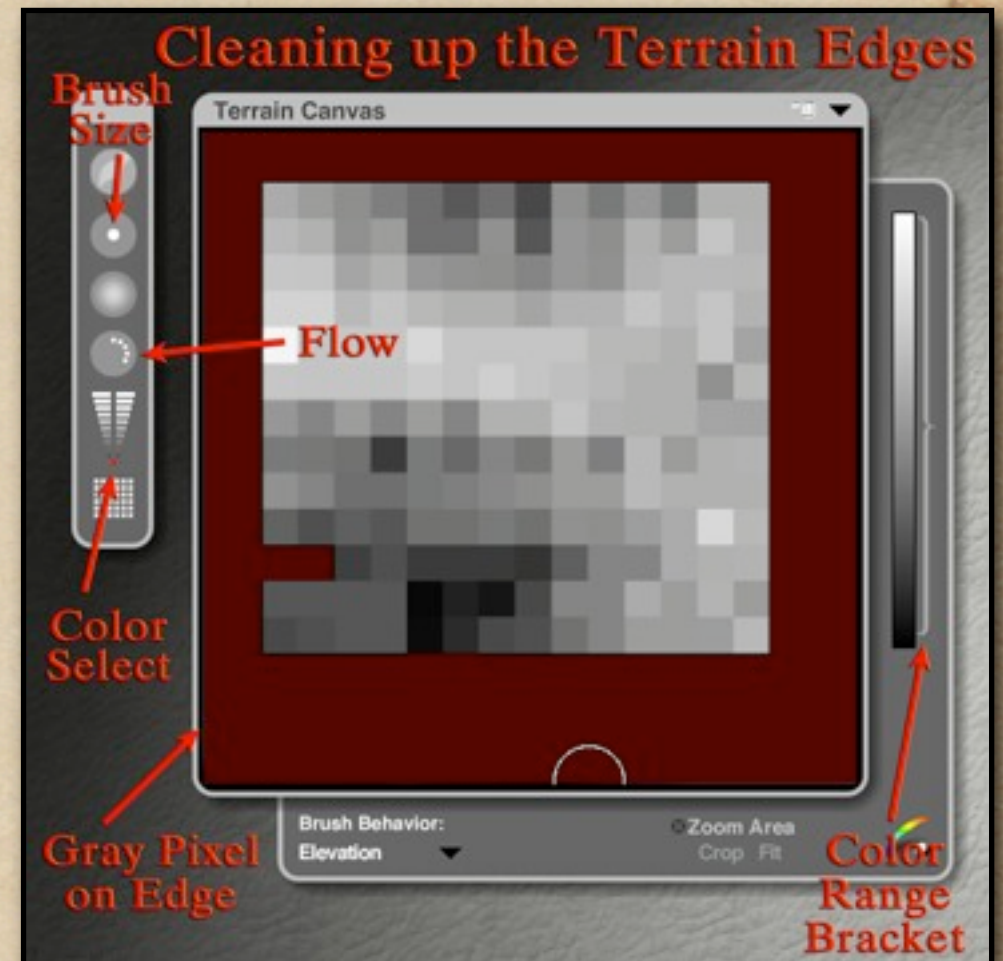 Cleaning up the Terrain Edges
Brush
Size
Terrain Canvas
Flow
Color
Select
Gray Pixel
on Edge
Brush Behavior:
Elevation
Zoom Area
Crop Fit
Color
Range
Bracket